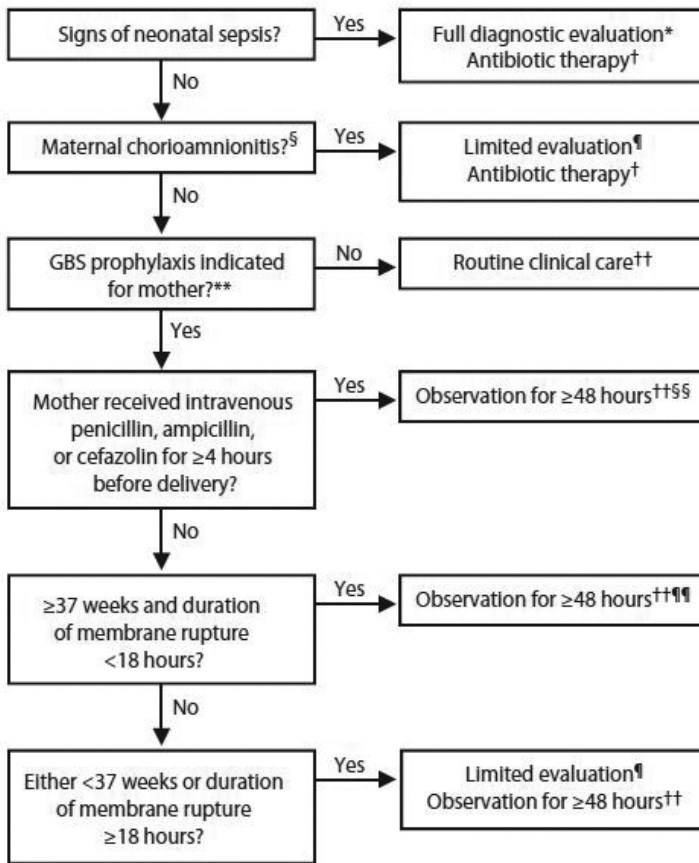 Signs of neonatal sepsis?
Yes
Full diagnostic evaluation*
Antibiotic therapy†
No
Maternal chorioamnionitis?§
Yes
Limited evaluation¶
Antibiotic therapy†
No
GBS prophylaxis indicated
for mother?**
No
Routine clinical care††
Yes
Mother received intravenous
penicillin, ampicillin,
or cefazolin for ≥4 hours
before delivery?
Yes
Observation for ≥48 hours††§§
No
≥37 weeks and duration
of membrane rupture
<18 hours?
Yes
Observation for ≥48 hours††¶¶
No
Either <37 weeks or duration
of membrane rupture
≥18 hours?
Yes
Limited evaluation¶
Observation for ≥48 hours††